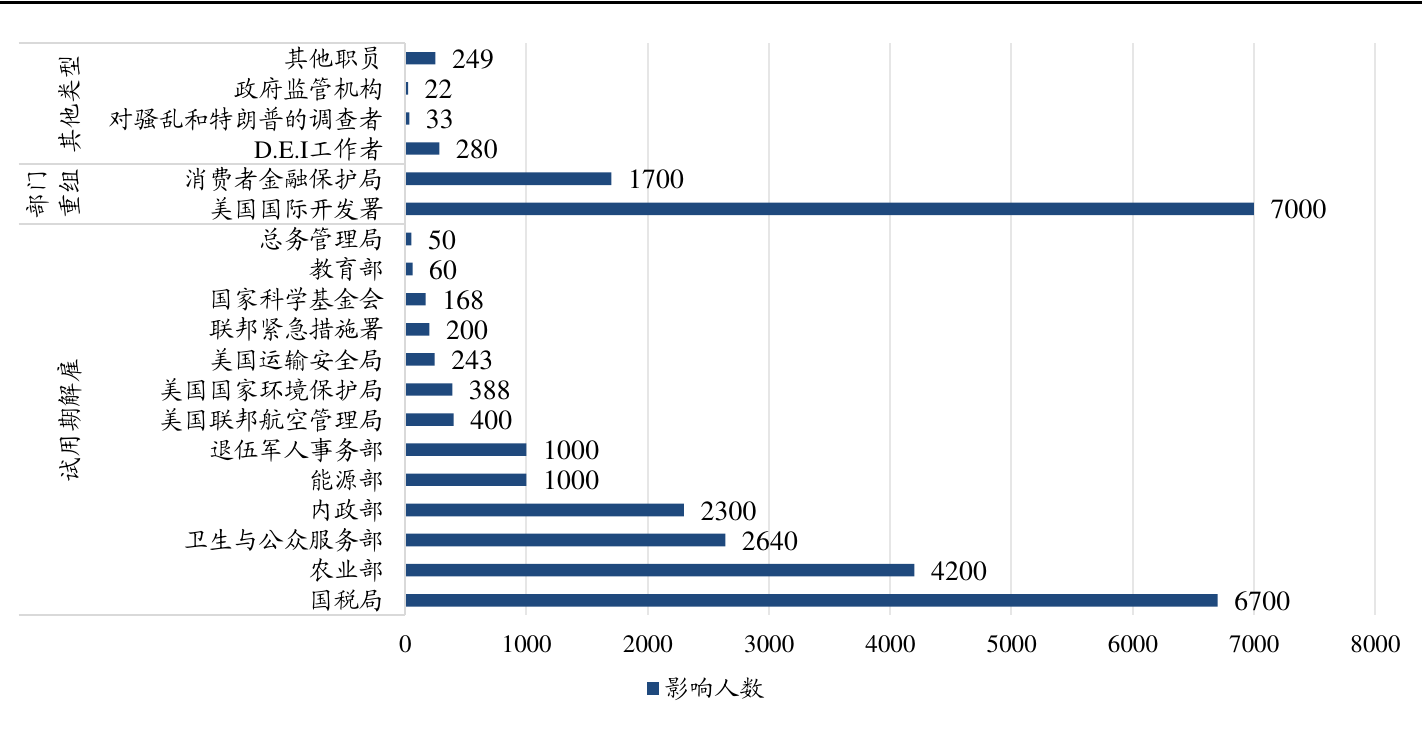 其他类型
其他职员 249
政府监管机构 22
对骚乱和特朗普的调查者 33
D.E.I工作者 280
部门
重组
消费者金融保护局 1700
美国国际开发署 7000
试用期解雇
总务管理局 50
教育部 60
国家科学基金会 168
联邦紧急措施署 200
美国运输安全局 243
美国国家环境保护局 388
美国联邦航空管理局 400
退伍军人事务部 1000
能源部 1000
内政部 2300
卫生与公众服务部 2640
农业部 4200
国税局 6700
0 1000 2000 3000 4000 5000 6000 7000 8000
影响人数